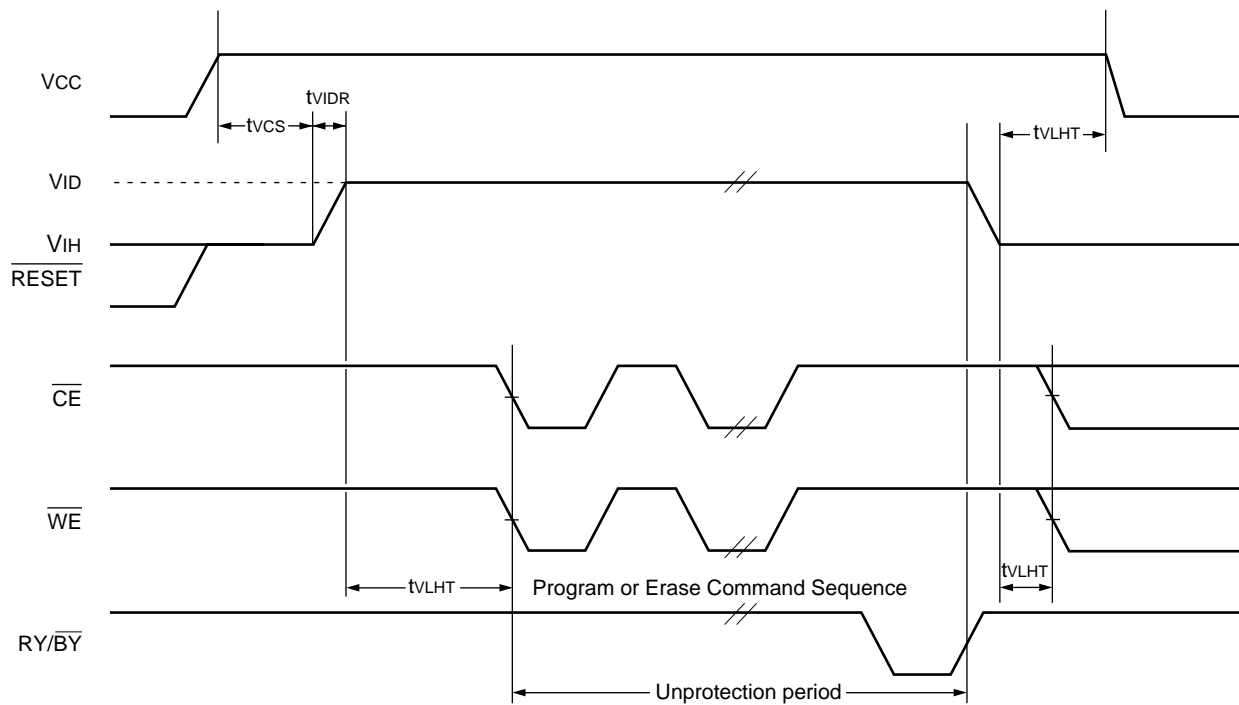 VCC
tVIDR
tVCS
tVLHT
VID
VIH
RESET
CE
WE
tVLHT
Program or Erase Command Sequence
tVLHT
RY/BY
Unprotection period